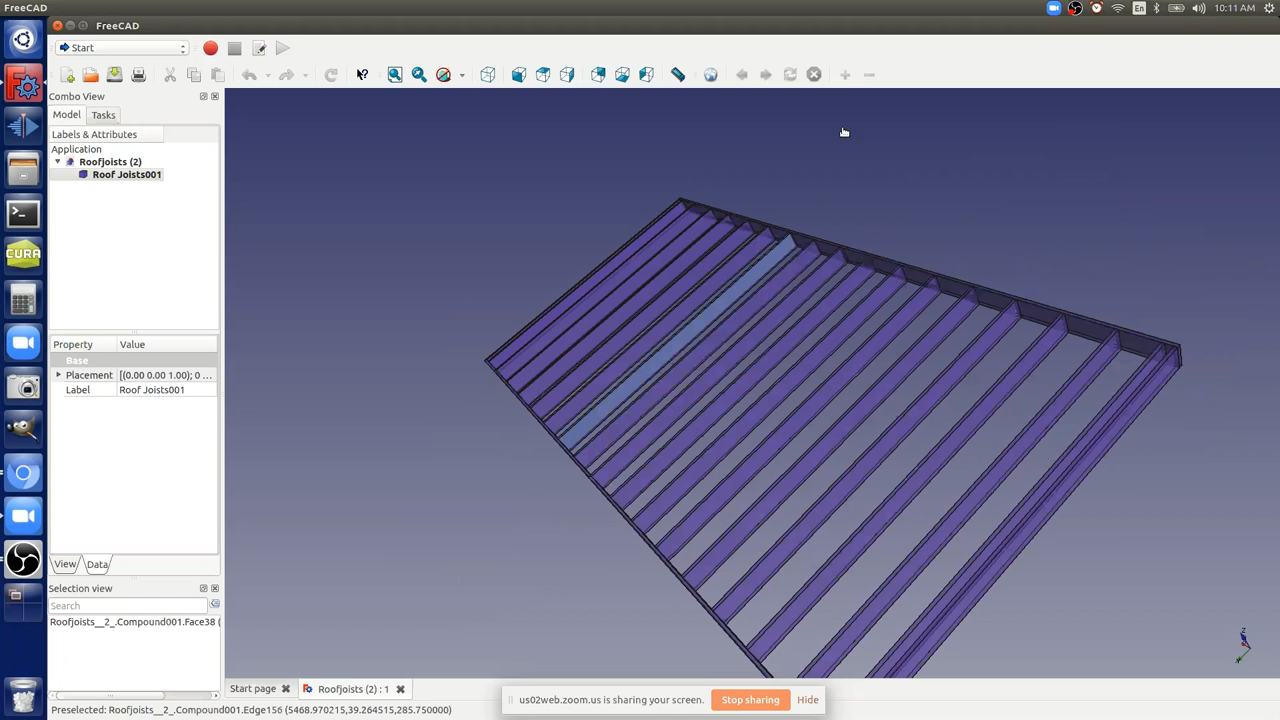 FreeCAD
En
10:11 AM
FreeCAD
Start
Combo View
Model
Tasks
Labels & Attributes
Application
Roofjoists (2)
Roof Joists001
CURA
Property
Value
Base
Placement
[(0.00 0.00 1.00); 0 ...
Label
Roof Joists001
View
Data
Selection view
Search
Roofjoists__2_.Compound001.Face38 (
Start page
Roofjoists (2) : 1
us02web.zoom.us is sharing your screen.
Stop sharing
Hide
Preselected: Roofjoists__2_.Compound001.Edge156 (5468.970215,39.264515,285.750000)